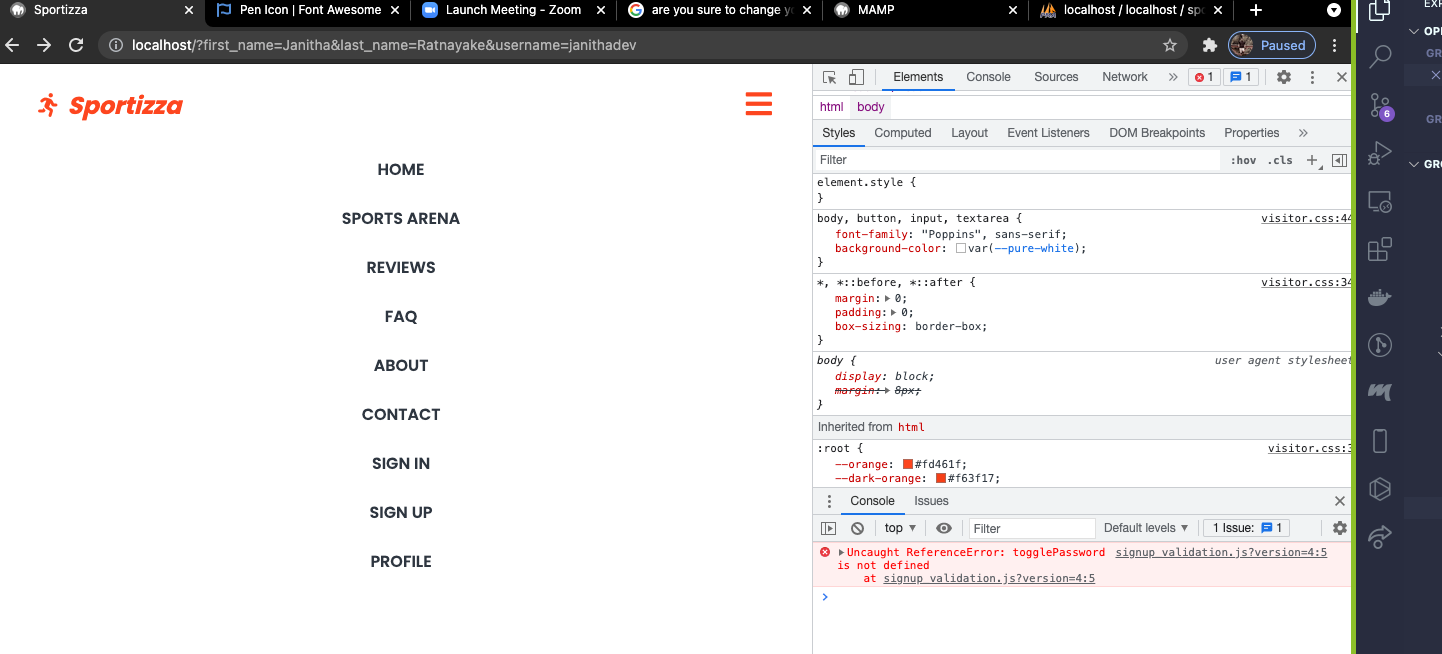 Sportizza
Pen Icon | Font Awesome
Launch Meeting - Zoom
are you sure to change yo
MAMP
localhost / localhost / spo
localhost/?first_name=Janitha&last_name=Ratnayake&username=janithadev
Paused
Sportizza
HOME
SPORTS ARENA
REVIEWS
FAQ
ABOUT
CONTACT
SIGN IN
SIGN UP
PROFILE
Elements Console Sources Network » 1 1
html body
Styles Computed Layout Event Listeners DOM Breakpoints Properties »
Filter :hov .cls +
element.style {
}
body, button, input, textarea { visitor.css:44
font-family: "Poppins", sans-serif;
background-color: var(--pure-white);
}
*, *::before, *::after { visitor.css:34
margin: 0;
padding: 0;
box-sizing: border-box;
}
body { user agent stylesheet
display: block;
margin: 8px;
}
Inherited from html
:root { visitor.css:3
--orange: #fd461f;
--dark-orange: #f63f17;
Console Issues
top Filter Default levels 1 Issue: 1
Uncaught ReferenceError: togglePassword signup_validation.js?version=4:5
is not defined
at signup_validation.js?version=4:5
EXP
OPE
GR
6
GR
GRO